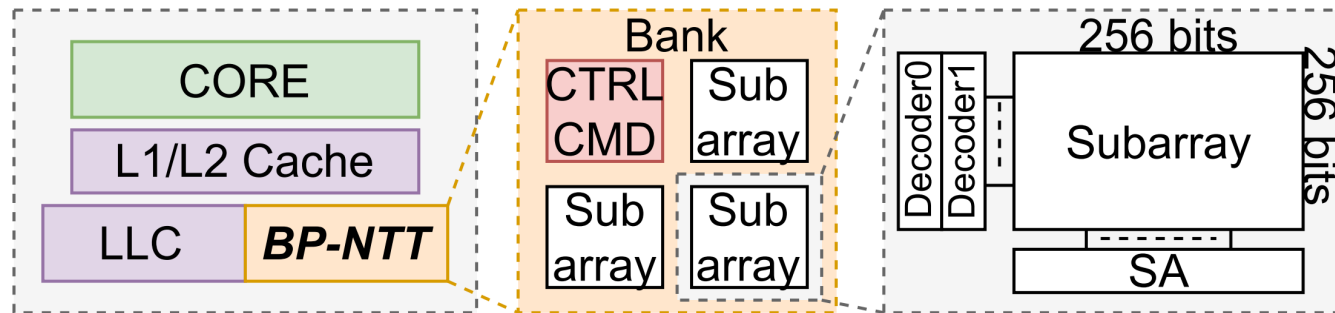 CORE
L1/L2 Cache
LLC
BP-NTT
Bank
CTRL
CMD
Sub
array
Sub
array
Sub
array
256 bits
256 bits
Decoder0
Decoder1
Subarray
SA